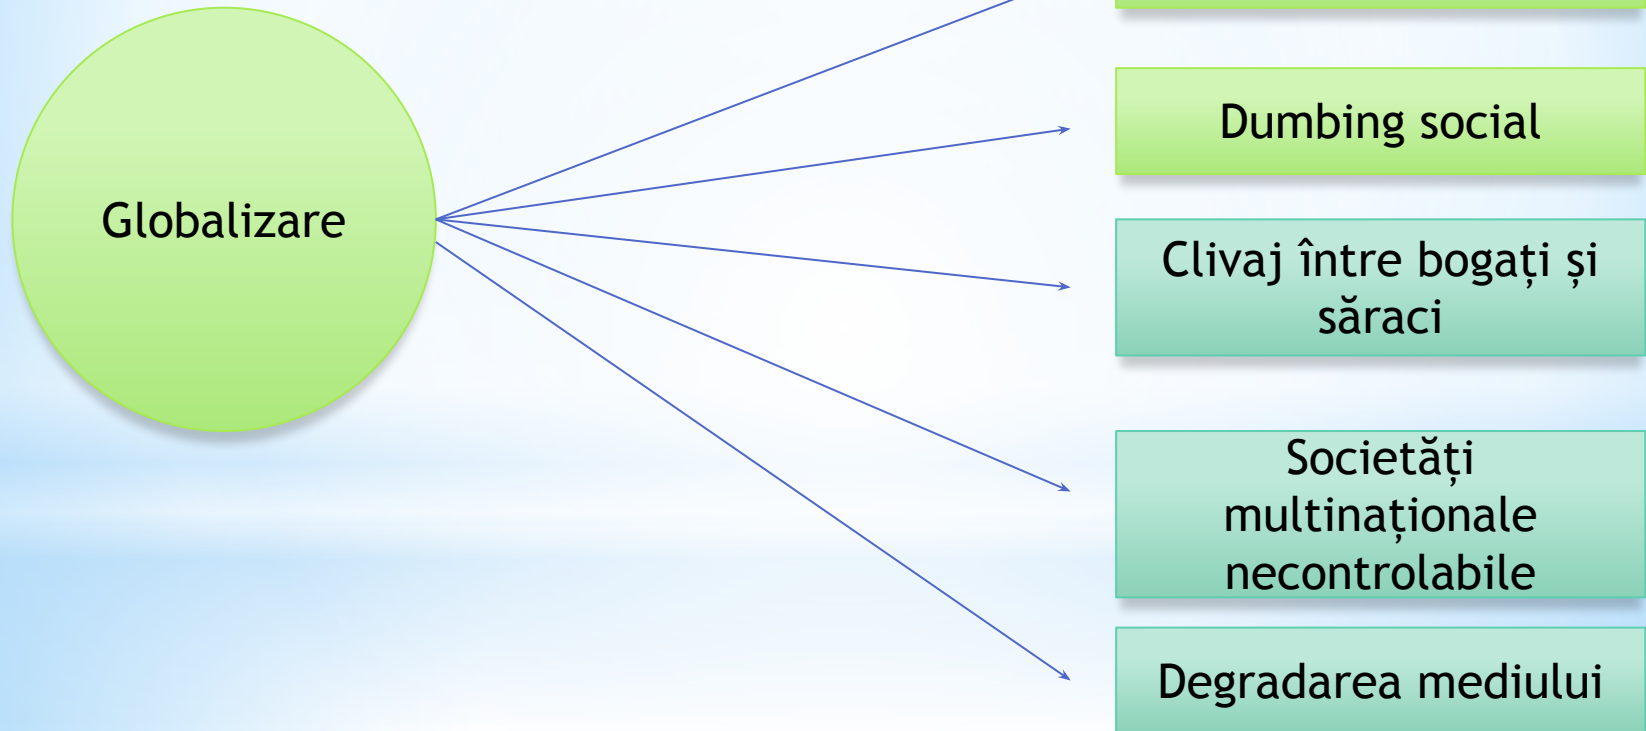 Globalizare
Dumbing social
Clivaj între bogați și
săraci
Societăți
multinaționale
necontrolabile
Degradarea mediului